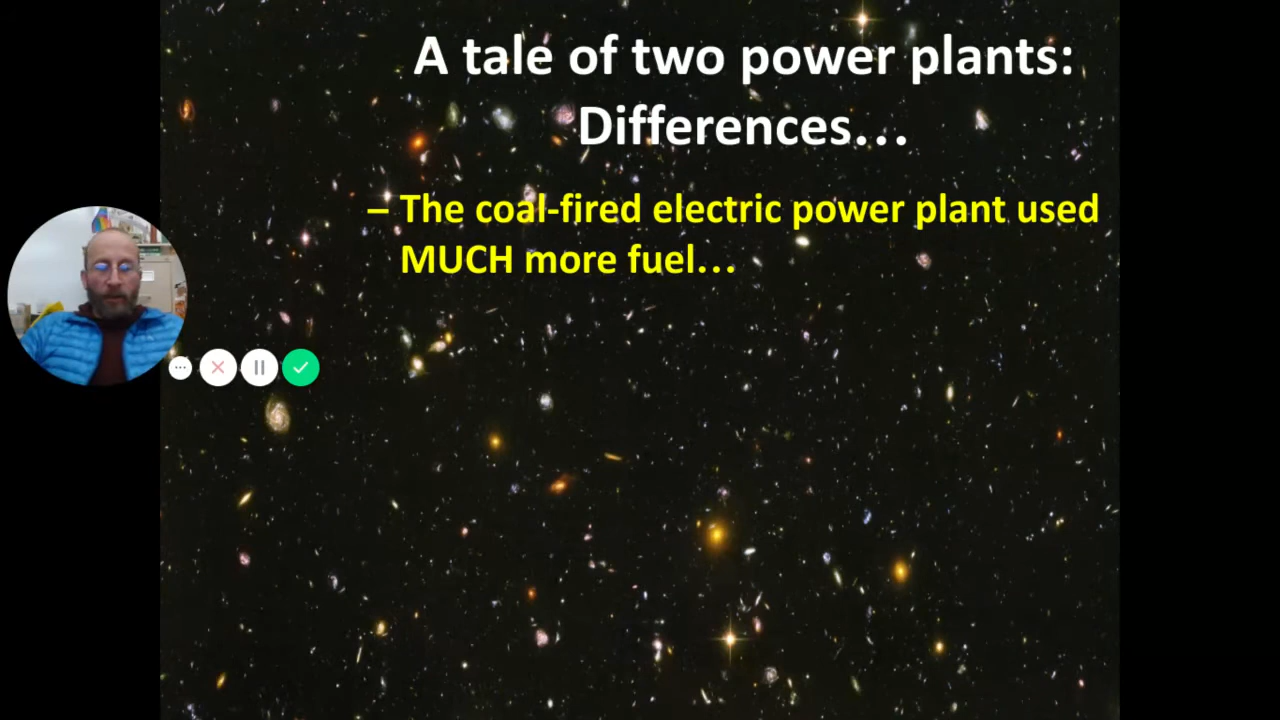 A tale of two power plants:
Differences…
– The coal-fired electric power plant used
MUCH more fuel…